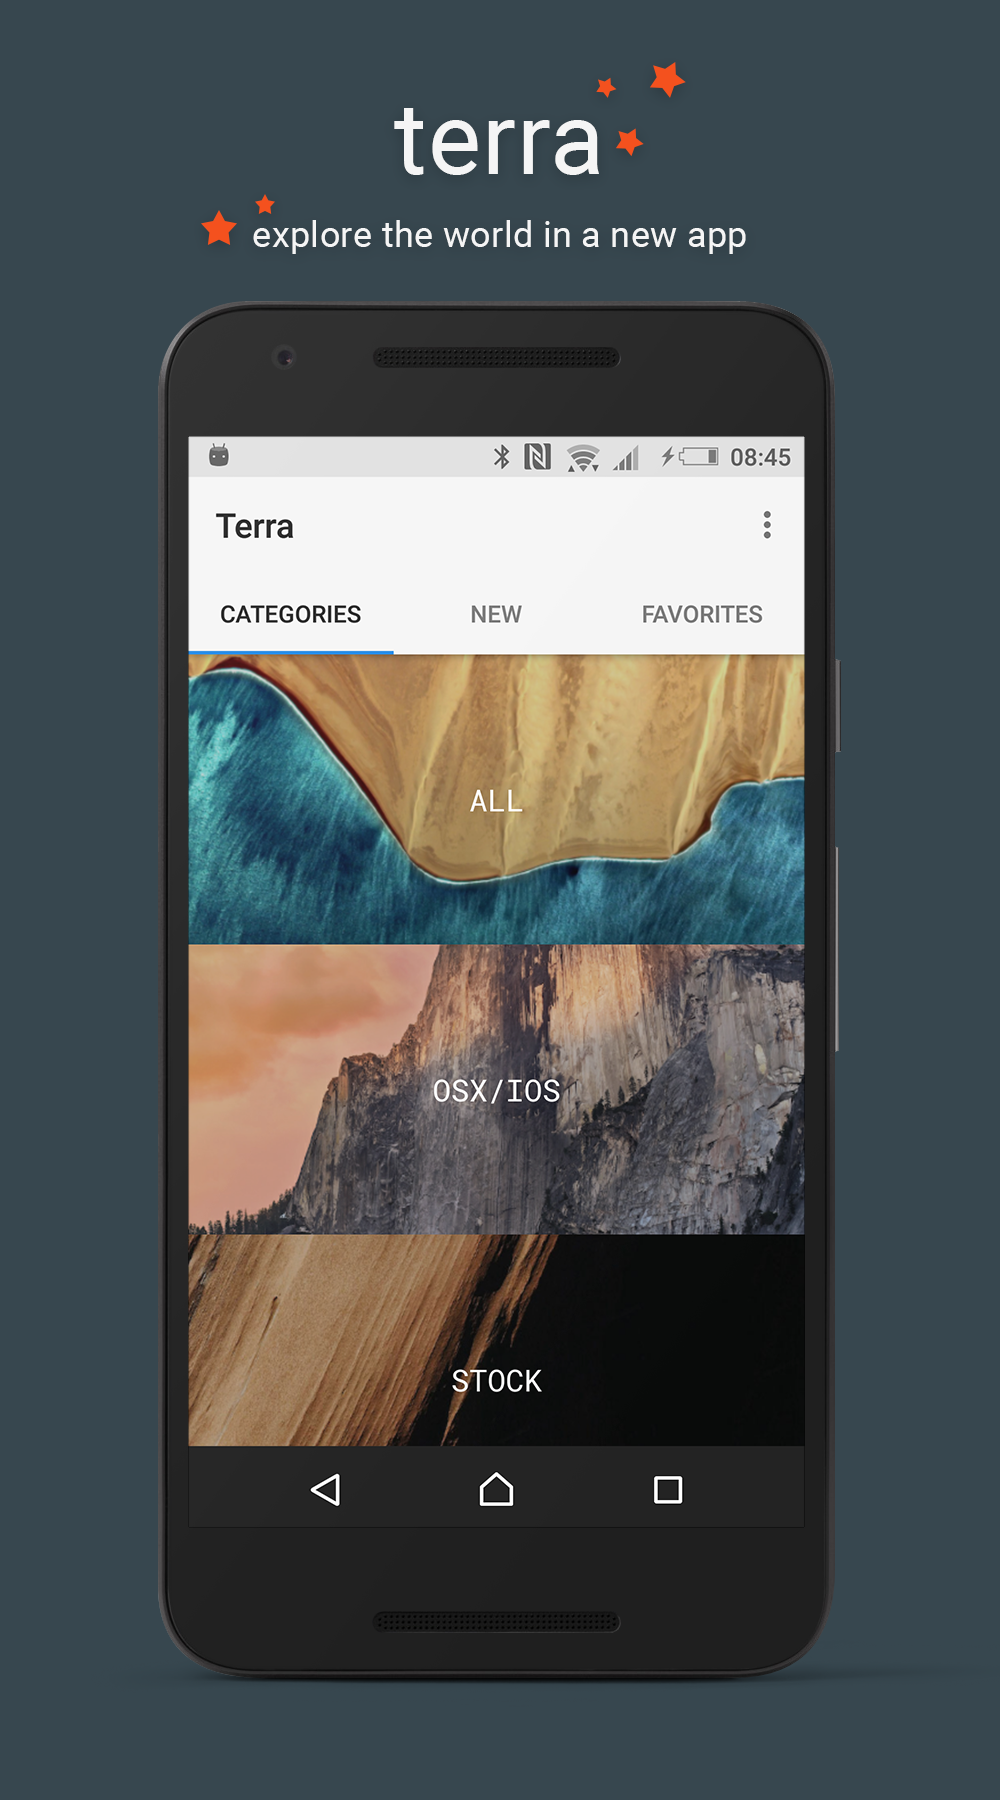 terra
explore the world in a new app
08:45
Terra
CATEGORIES NEW FAVORITES
ALL
OSX/IOS
STOCK